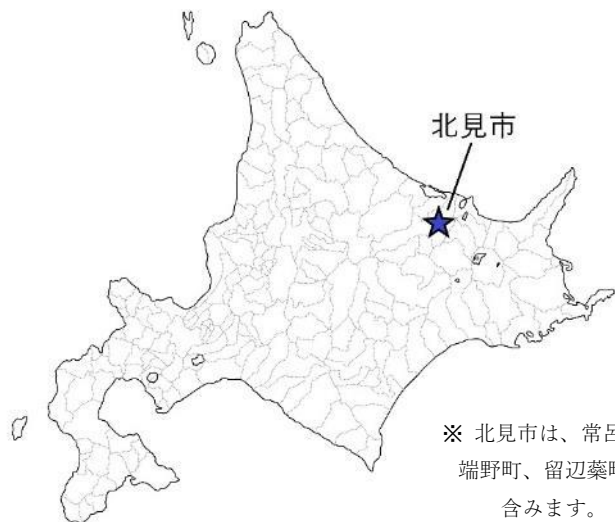 北見市
※ 北見市は、常呂
端野町、留辺蘂町
含みます。